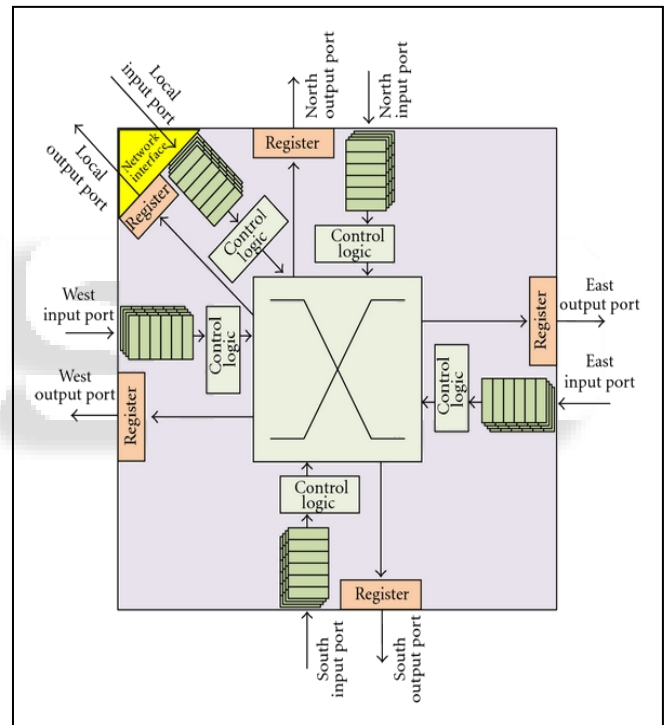 Local
input port
Local
output port
Network
interface
Register
Control
logic
North
output port
North
input port
Register
Control
logic
West
input port
Control
logic
West
output port
Register
East
output port
Register
East
input port
Control
logic
Control
logic
Register
South
input port
South
output port